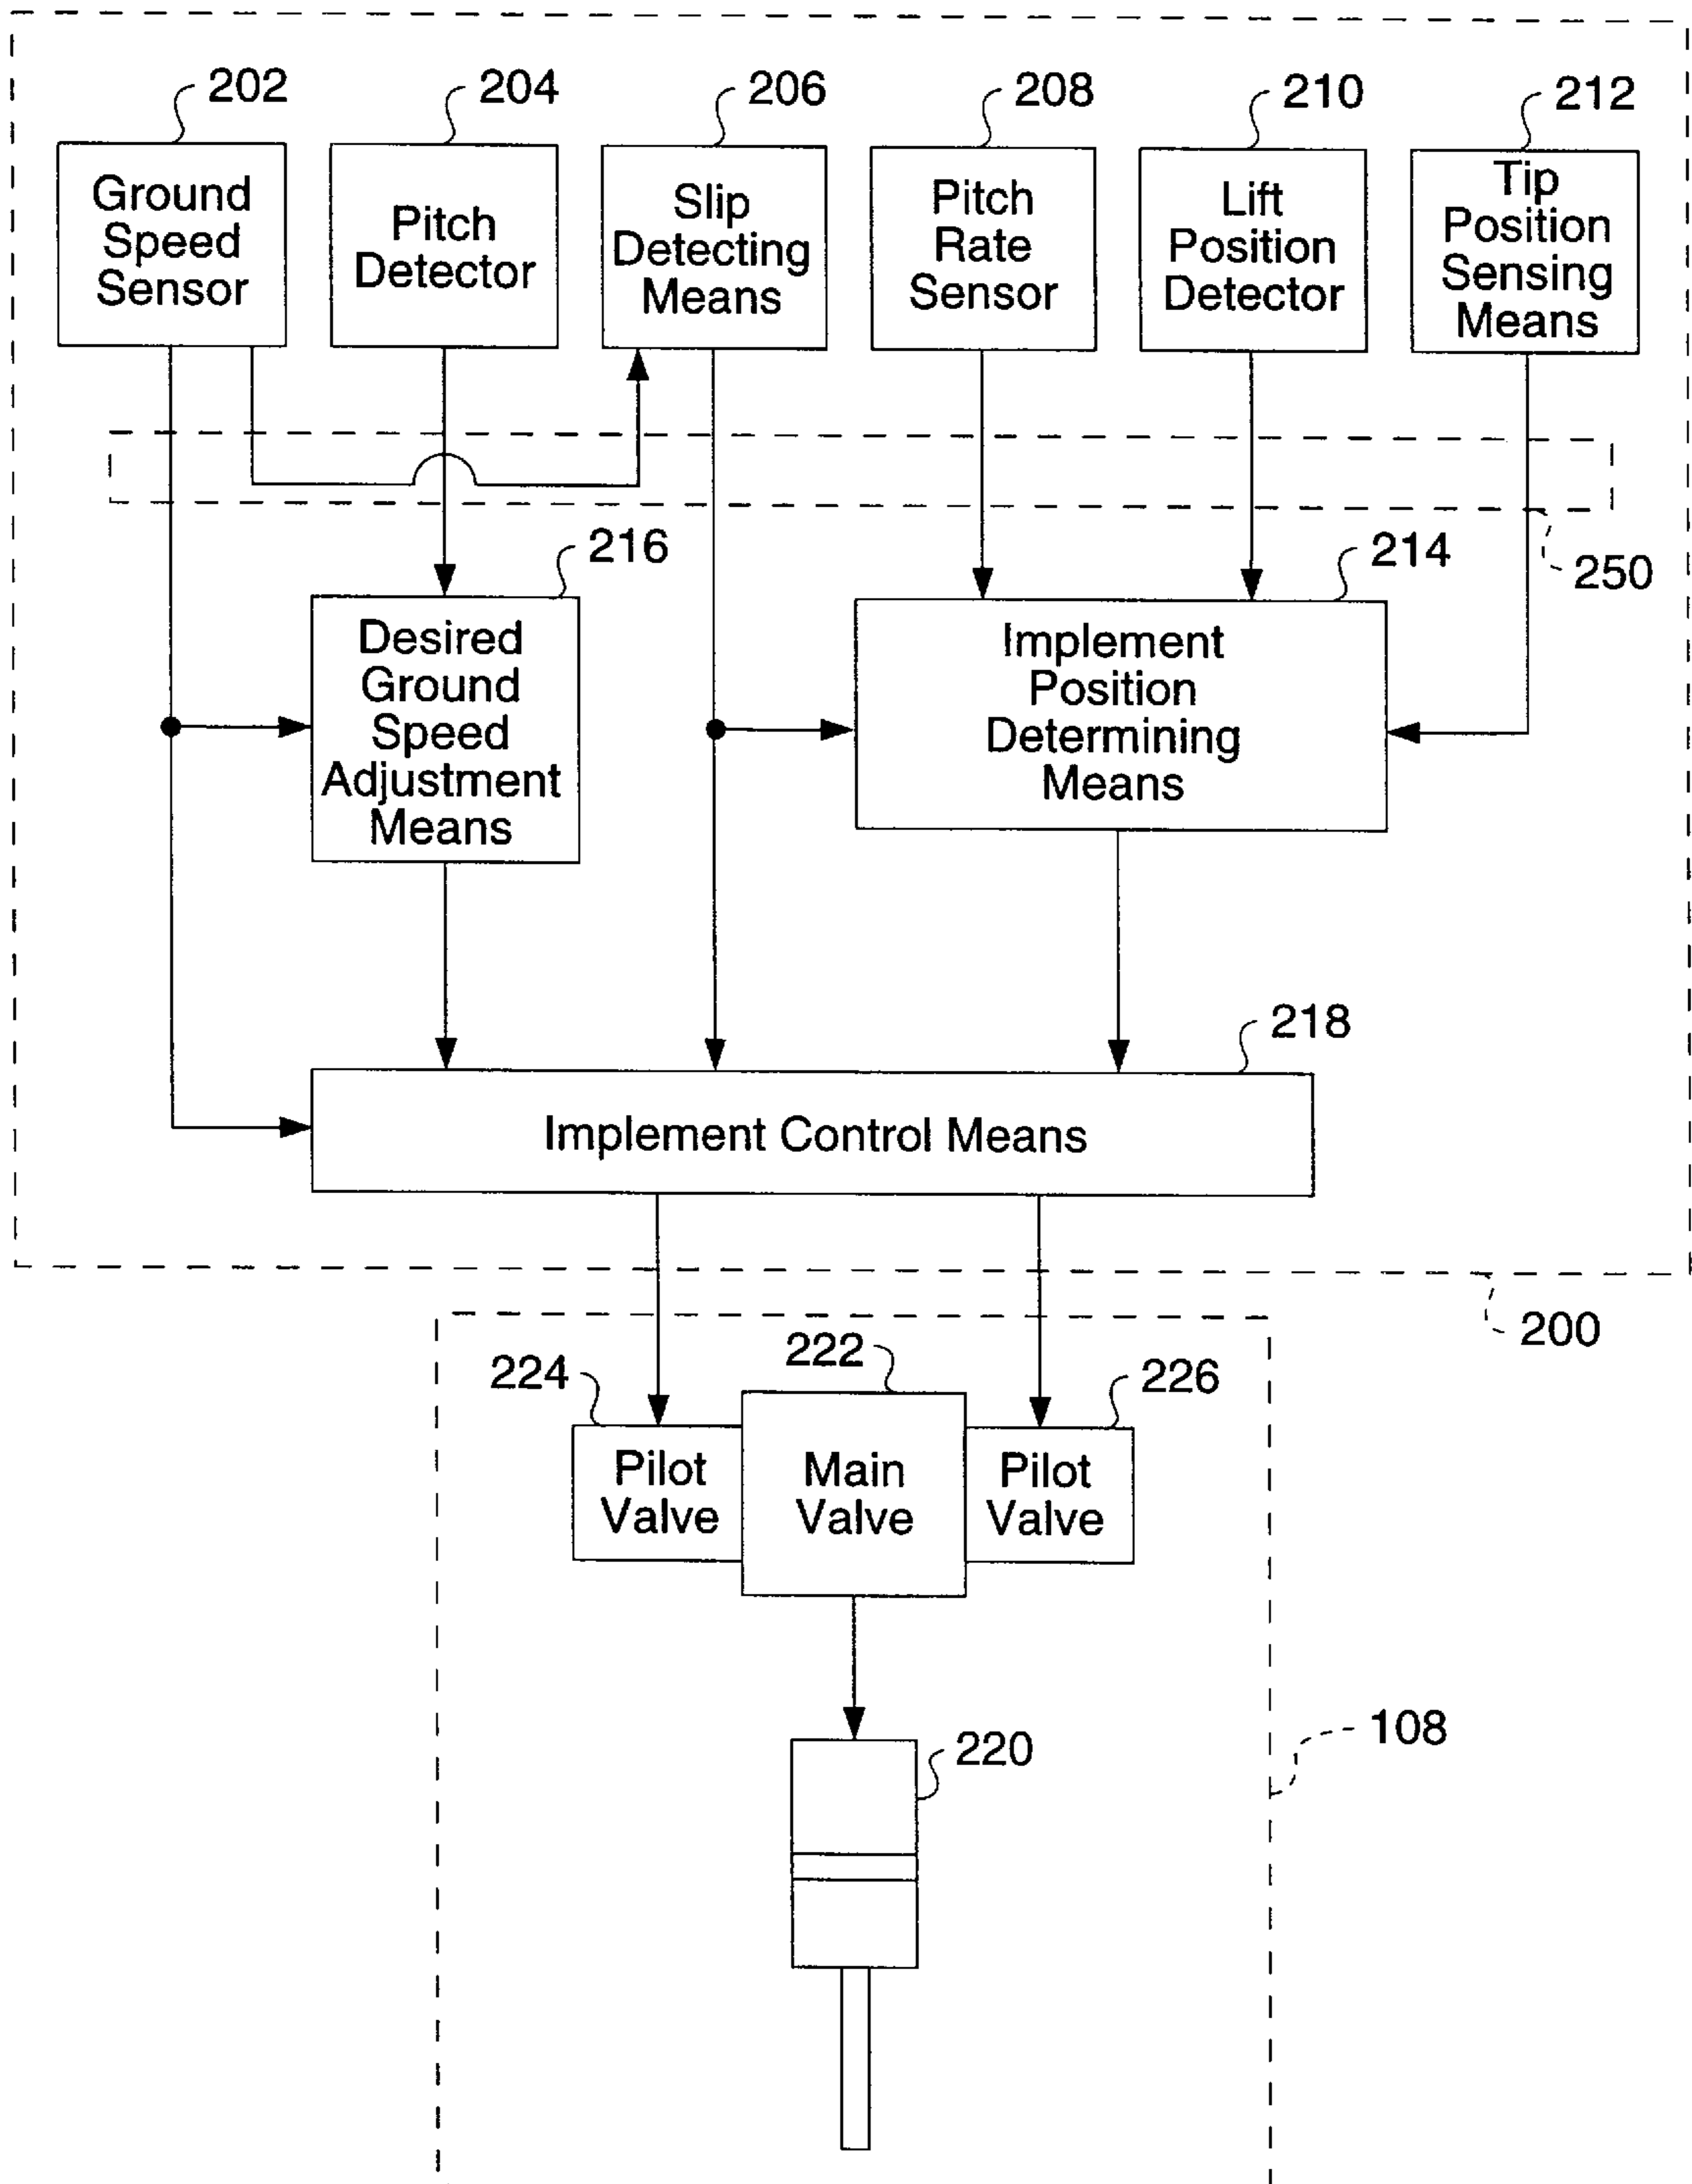 202
204
206
208
210
212
Ground
Speed
Sensor
Pitch
Detector
Slip
Detecting
Means
Pitch
Rate
Sensor
Lift
Position
Detector
Tip
Position
Sensing
Means
250
216
214
Desired
Ground
Speed
Adjustment
Means
Implement
Position
Determining
Means
218
Implement Control Means
200
224
222
226
Pilot
Valve
Main
Valve
Pilot
Valve
108
220